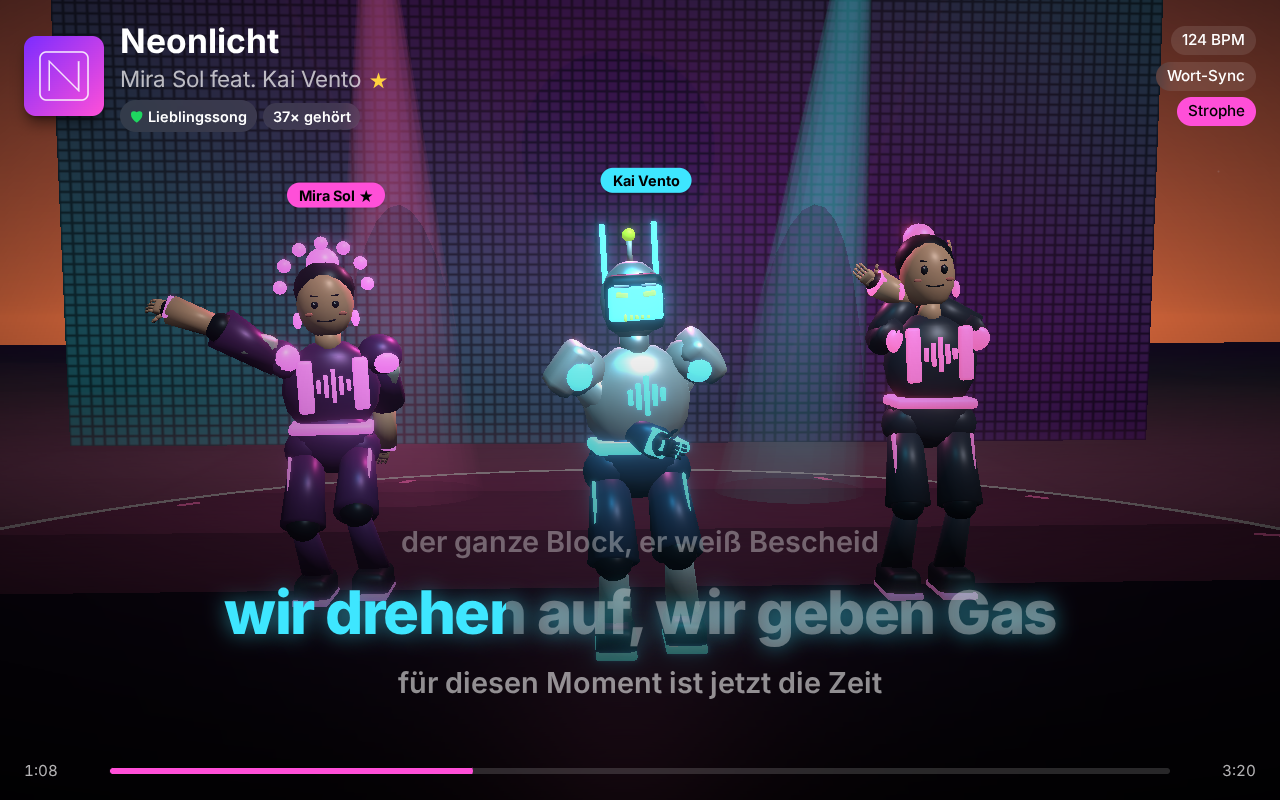 N
Neonlicht
Mira Sol feat. Kai Vento ★
Lieblingssong
37× gehört
124 BPM
Wort-Sync
Strophe
Mira Sol ★
Kai Vento
der ganze Block, er weiß Bescheid
wir drehen auf, wir geben Gas
für diesen Moment ist jetzt die Zeit
1:08
3:20